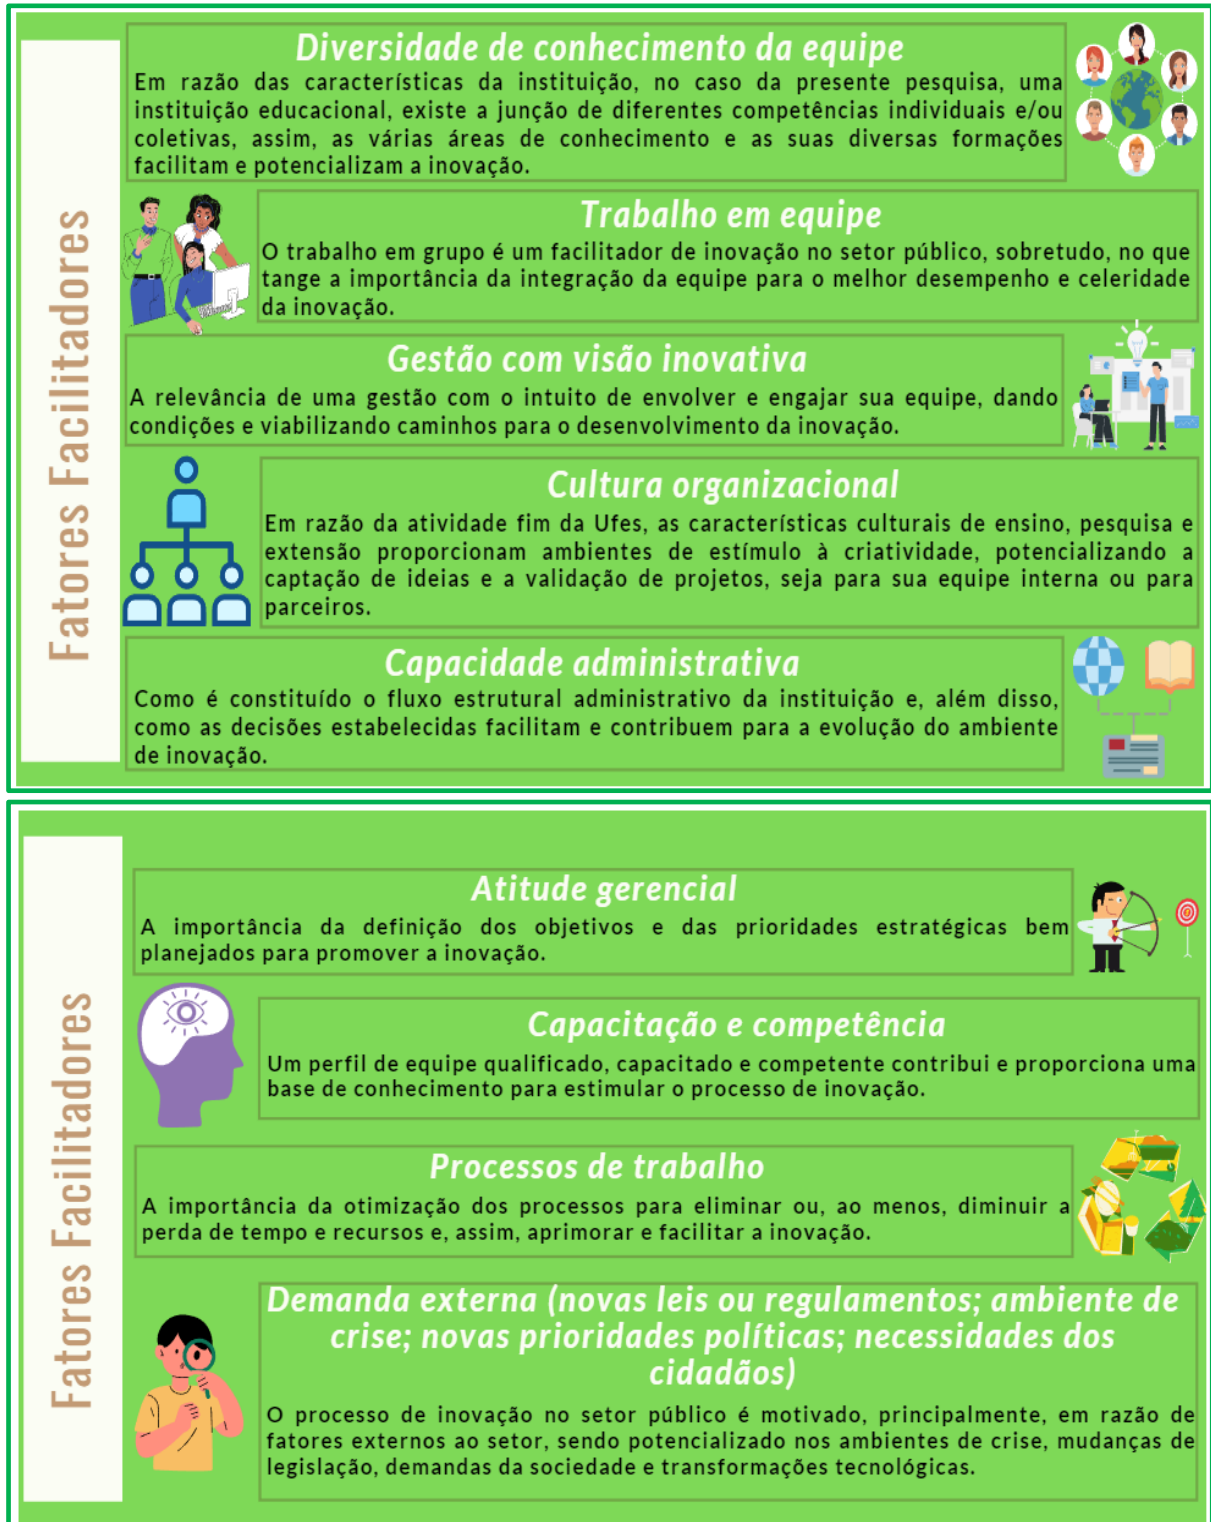 Fatores Facilitadores
Diversidade de conhecimento da equipe
Em razão das características da instituição, no caso da presente pesquisa, uma
instituição educacional, existe a junção de diferentes competências individuais e/ou
coletivas, assim, as várias áreas de conhecimento e as suas diversas formações
facilitam e potencializam a inovação.
Trabalho em equipe
O trabalho em grupo é um facilitador de inovação no setor público, sobretudo, no que
tange a importância da integração da equipe para o melhor desempenho e celeridade
da inovação.
Gestão com visão inovativa
A relevância de uma gestão com o intuito de envolver e engajar sua equipe, dando
condições e viabilizando caminhos para o desenvolvimento da inovação.
Cultura organizacional
Em razão da atividade fim da Ufes, as características culturais de ensino, pesquisa e
extensão proporcionam ambientes de estímulo à criatividade, potencializando a
captação de ideias e a validação de projetos, seja para sua equipe interna ou para
parceiros.
Capacidade administrativa
Como é constituído o fluxo estrutural administrativo da instituição e, além disso,
como as decisões estabelecidas facilitam e contribuem para a evolução do ambiente
de inovação.
Fatores Facilitadores
Atitude gerencial
A importância da definição dos objetivos e das prioridades estratégicas bem
planejados para promover a inovação.
Capacitação e competência
Um perfil de equipe qualificado, capacitado e competente contribui e proporciona uma
base de conhecimento para estimular o processo de inovação.
Processos de trabalho
A importância da otimização dos processos para eliminar ou, ao menos, diminuir a
perda de tempo e recursos e, assim, aprimorar e facilitar a inovação.
Demanda externa (novas leis ou regulamentos; ambiente de
crise; novas prioridades políticas; necessidades dos
cidadãos)
O processo de inovação no setor público é motivado, principalmente, em razão de
fatores externos ao setor, sendo potencializado nos ambientes de crise, mudanças de
legislação, demandas da sociedade e transformações tecnológicas.